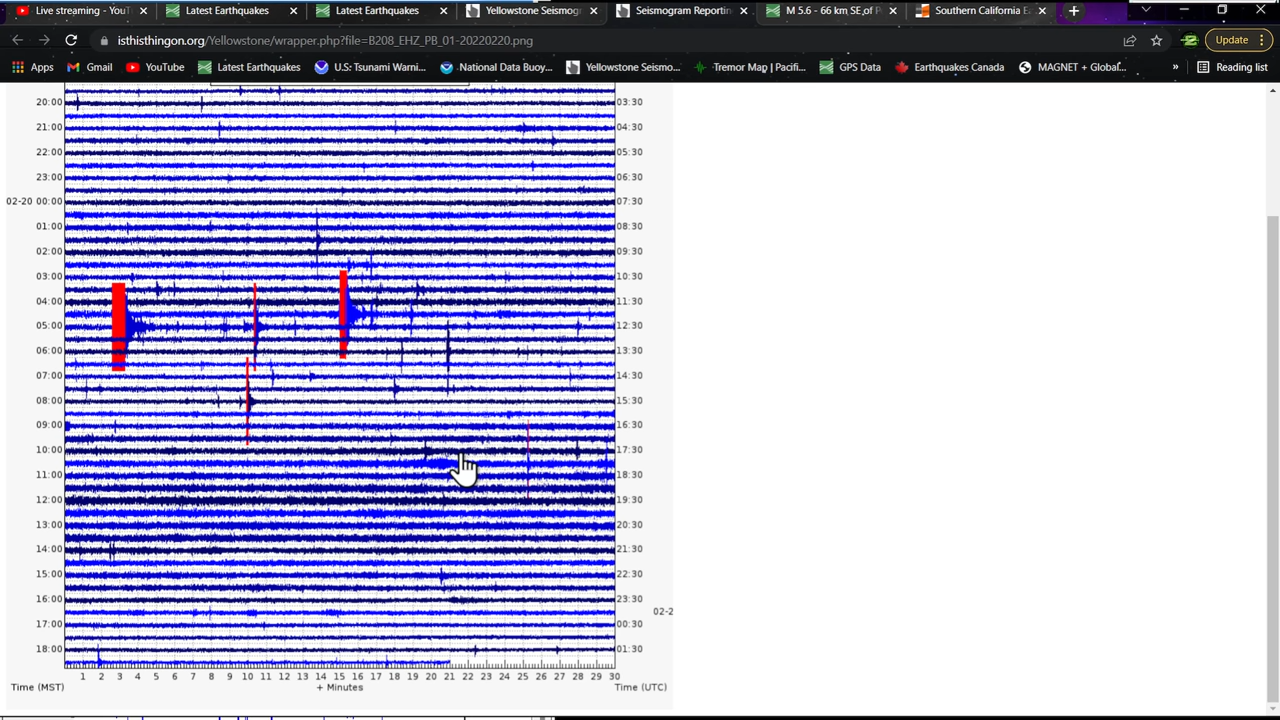 Live streaming - YouT
Latest Earthquakes
Latest Earthquakes
Yellowstone Seismog
Seismogram Reportin
M 5.6 - 6 km SE of P
Southstone California E
isthisthingon.org/Yellowstone/wrapper.php?file=B208_EHZ_PB_01-20220220.png
Update
Apps
Gmail
YouTube
Latest Earthquakes
U.S: Tsunami Warni...
National Data Buoy...
Yellowstone Seismo...
Tremor Map | Pacifi...
GPS Data
Earthquakes Canad...
MAGNET Global...
»
Reading list
20:00 03:30
21:00 04:30
22:00 05:30
23:00 06:30
02-20 00:00 07:30
01:00 08:30
02:00 09:30
03:00 10:30
04:00 11:30
05:00 12:30
06:00 13:30
07:00 14:30
08:00 15:30
09:00 16:30
10:00 17:30
11:00 18:30
12:00 19:30
13:00 20:30
14:00 21:30
15:00 22:30
16:00 23:30
02-2
17:00 00:30
18:00 01:30
1 2 3 4 5 6 7 8 9 10 11 12 13 14 15 16 17 18 19 20 21 22 23 24 25 26 27 28 29 30
Time (MST) + Minutes Time (UTC)